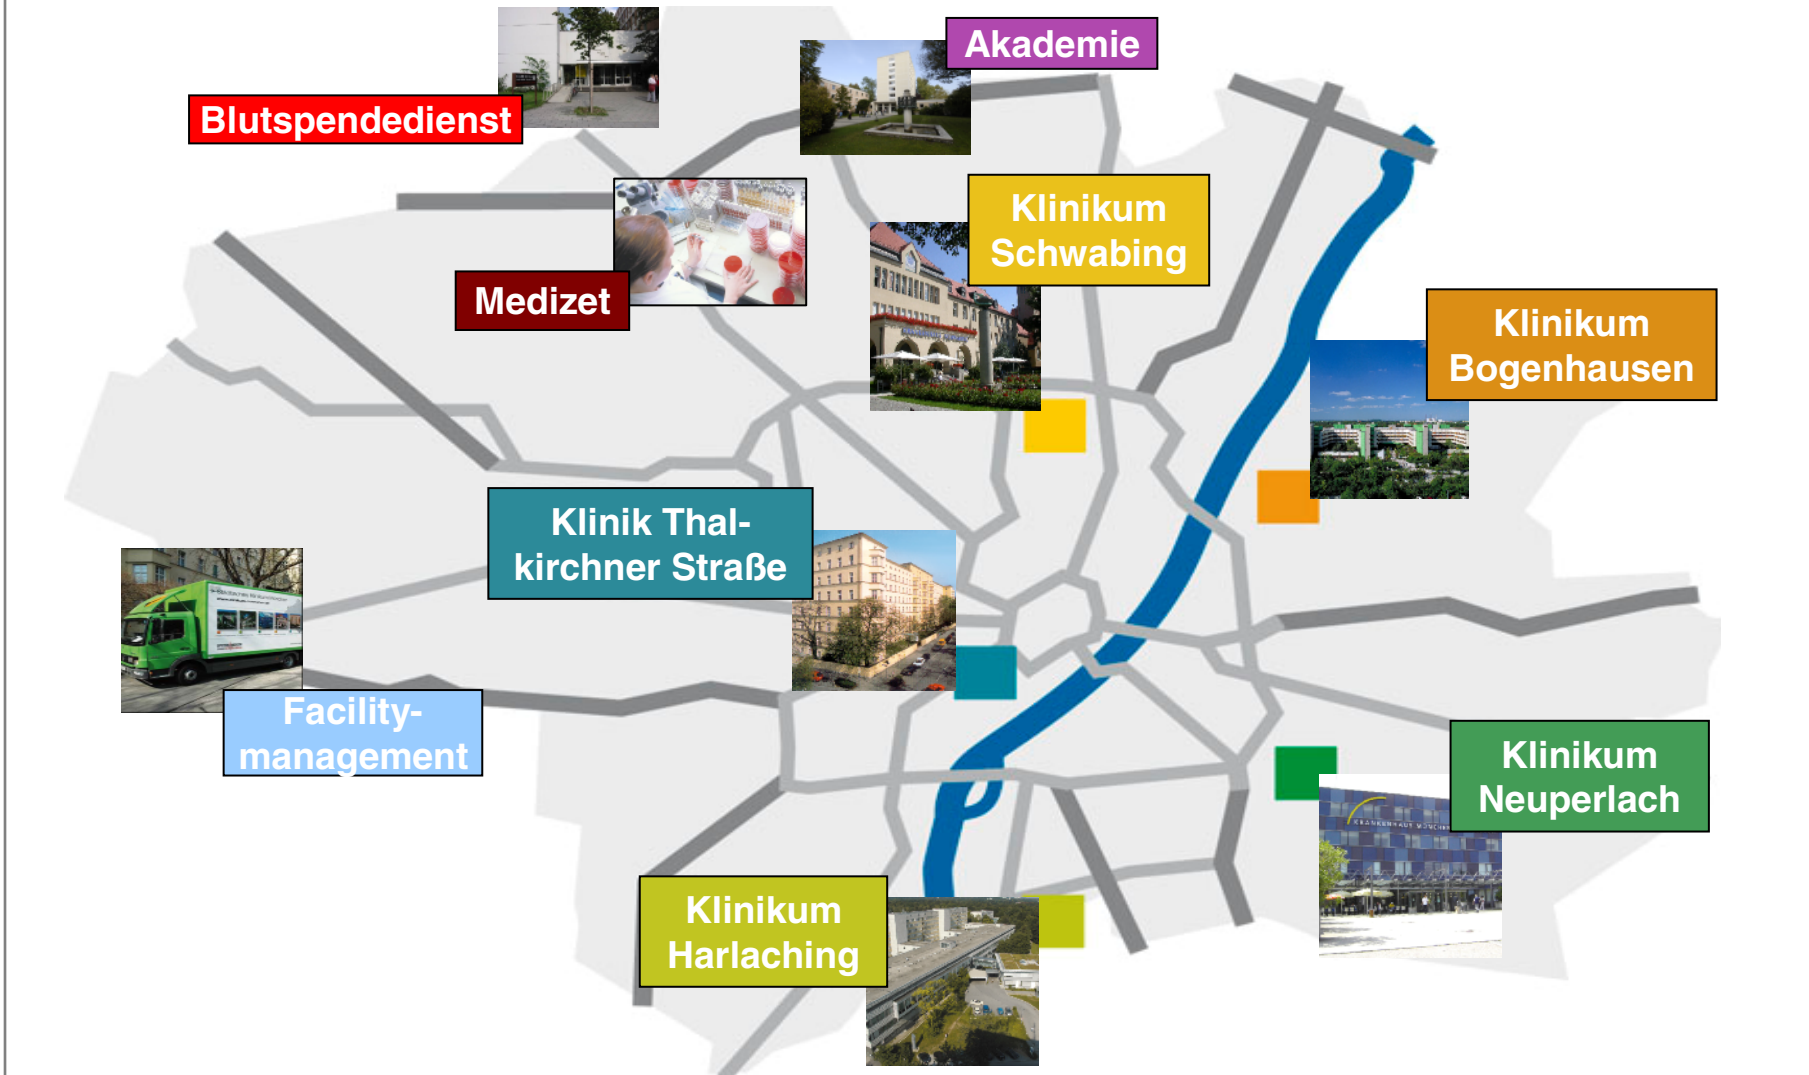 Akademie
Blutspendedienst
Klinikum
Schwabing
Medizet
Klinikum
Bogenhausen
Klinik Thal-
kirchner Straße
Facility-
management
Klinikum
Neuperlach
Klinikum
Harlaching